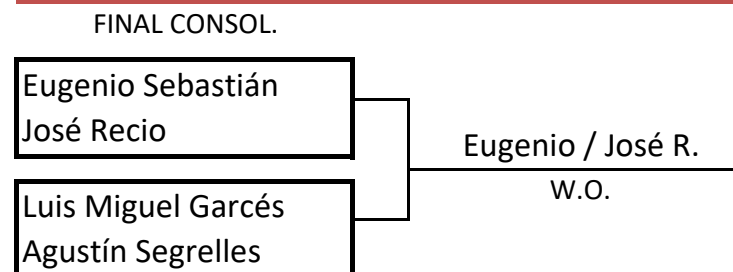 FINAL CONSOL.
Eugenio Sebastián
José Recio
Eugenio / José R.
W.O.
Luis Miguel Garcés
Agustín Segrelles